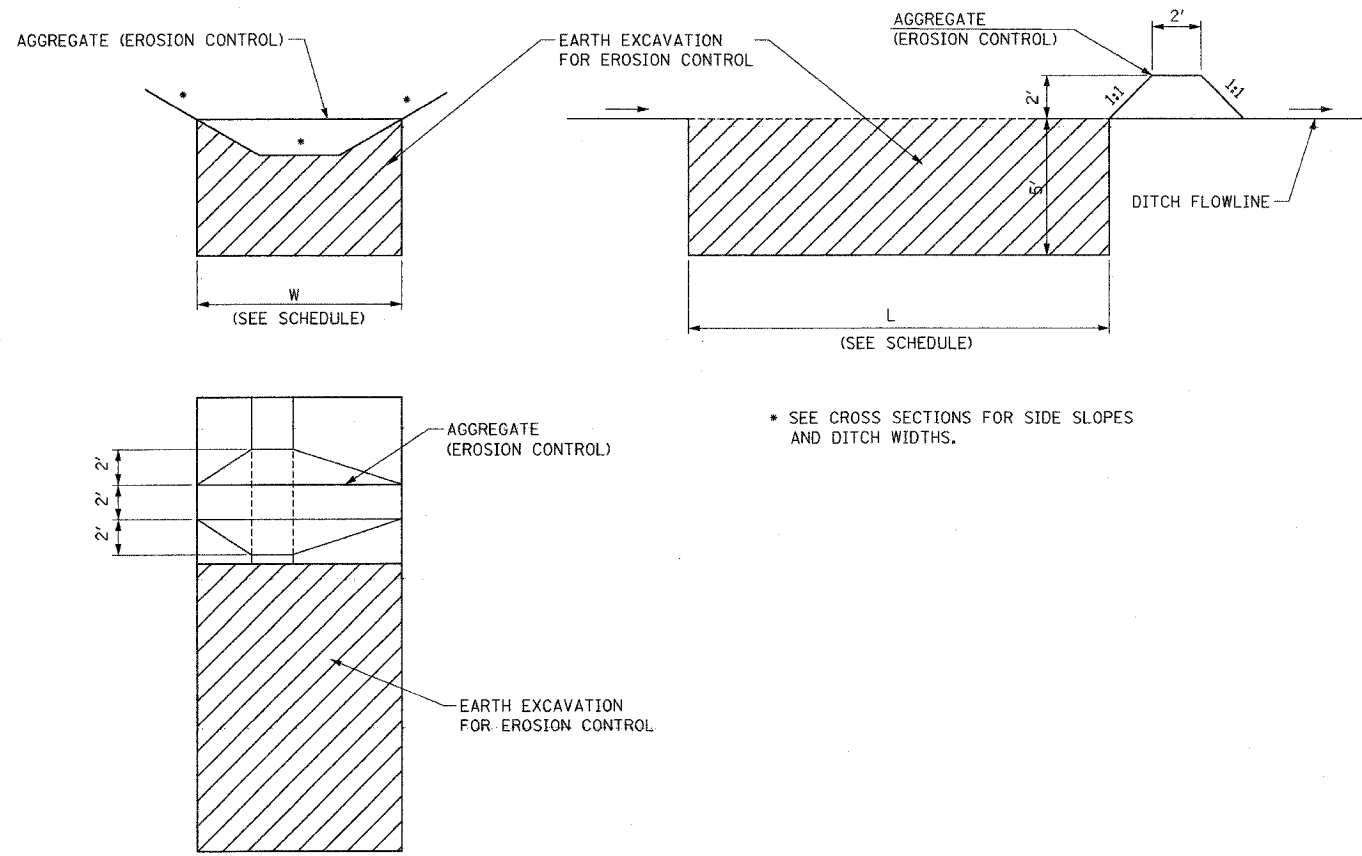 AGGREGATE (EROSION CONTROL)
*
*
*
W
(SEE SCHEDULE)
EARTH EXCAVATION
FOR EROSION CONTROL
AGGREGATE
(EROSION CONTROL)
2'
2'
1:1
1:1
5'
DITCH FLOWLINE
L
(SEE SCHEDULE)
2'
2'
2'
AGGREGATE
(EROSION CONTROL)
* SEE CROSS SECTIONS FOR SIDE SLOPES
AND DITCH WIDTHS.
EARTH EXCAVATION
FOR EROSION CONTROL